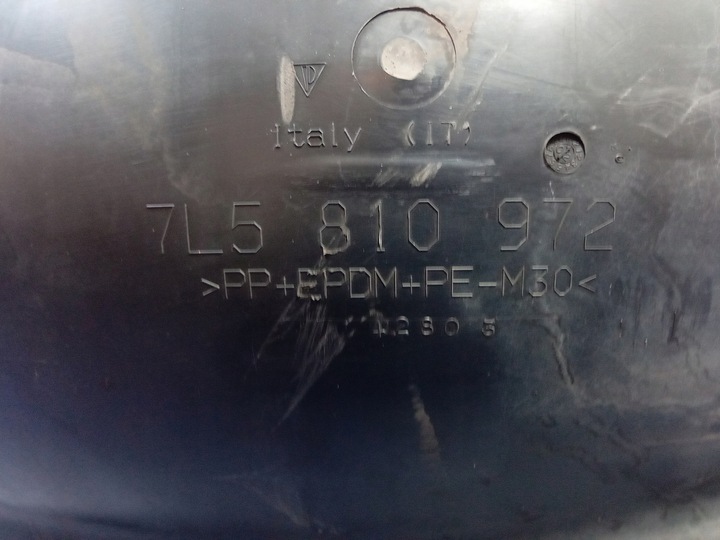 Italy (IT)
7L5 810 972
>PP+EPDM+PE-M30<